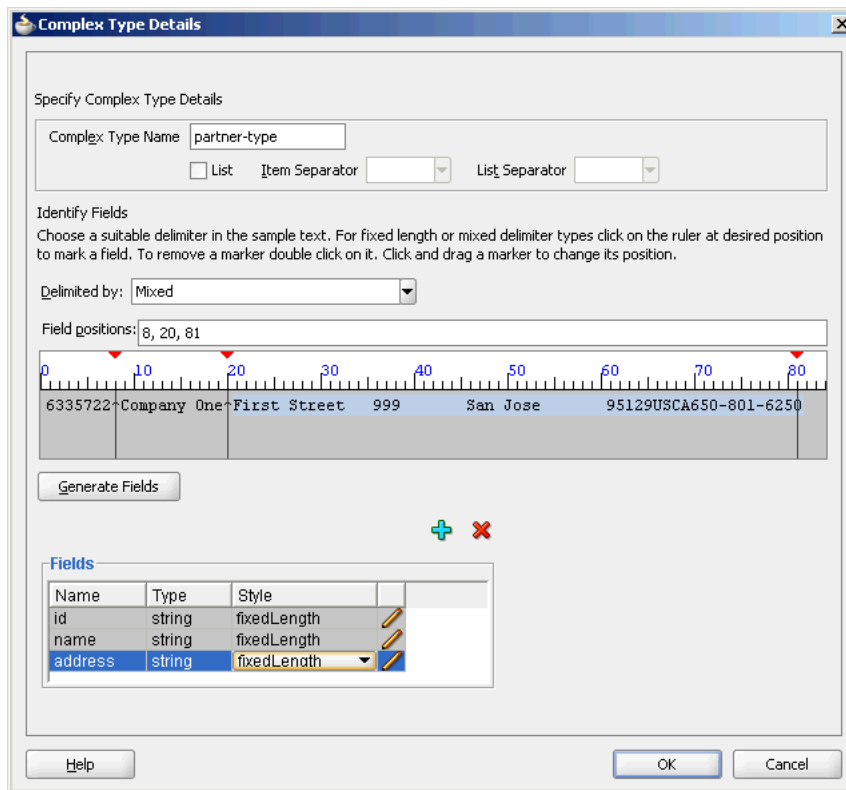 Complex Type Details
Specify Complex Type Details
Complex Type Name partner-type
List Item Separator List Separator
Identify Fields
Choose a suitable delimiter in the sample text. For fixed length or mixed delimiter types click on the ruler at desired position
to mark a field. To remove a marker double click on it. Click and drag a marker to change its position.
Delimited by: Mixed
Field positions: 8, 20, 81
0 10 20 30 40 50 60 70 80
6335722^Company One^First Street 999 San Jose 95129USCA650-801-6250
Generate Fields
Fields
Name Type Style
id string fixedLength
name string fixedLength
address string fixedLength
Help OK Cancel